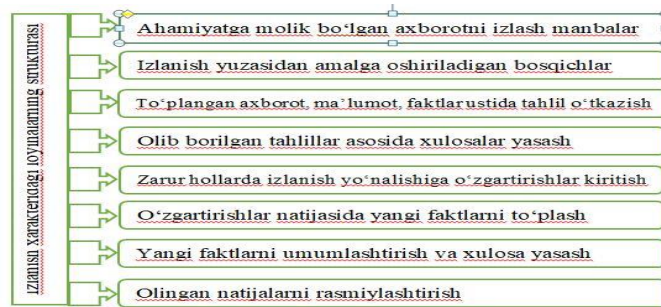 Izlanish xarakteridagi loyihalarning strukturasi
Ahamiyatga molik bo‘lgan axborotni izlash manbalar
Izlanish yuzasidan amalga oshiriladigan bosqichlar
To‘plangan axborot, ma’lumot, faktlar ustida tahlil o‘tkazish
Olib borilgan tahlillar asosida xulosalar yasash
Zarur hollarda izlanish yo‘nalishiga o‘zgartirishlar kiritish
O‘zgartirishlar natijasida yangi faktlarni to‘plash
Yangi faktlarni umumlashtirish va xulosa yasash
Olingan natijalarni rasmiylashtirish